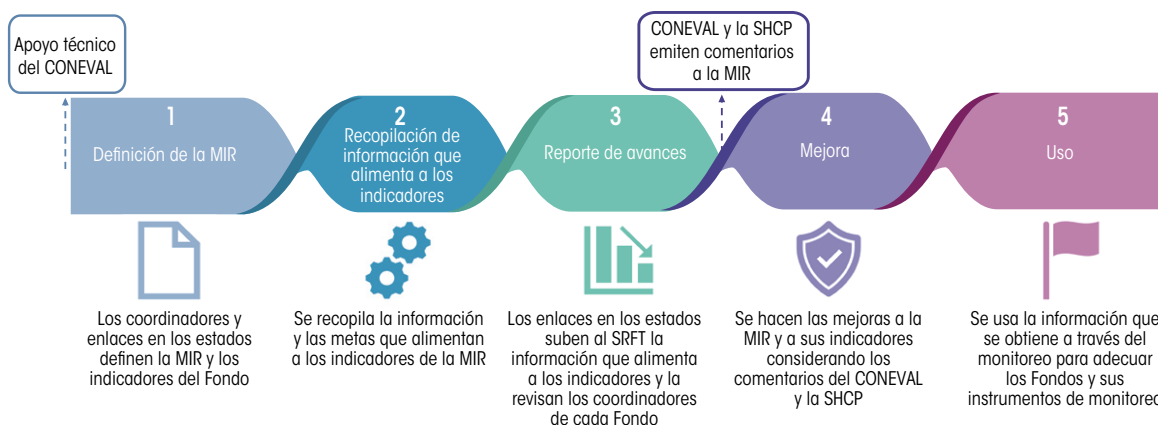 Apoyo técnico
del CONEVAL
CONEVAL y la SHCP
emiten comentarios
a la MIR
1
Definición de la MIR
2
Recopilación de
información que
alimenta a los
indicadores
3
Reporte de avances
4
Mejora
5
Uso
Los coordinadores y
enlaces en los estados
definen la MIR y los
indicadores del Fondo
Se recopila la información
y las metas que alimentan
a los indicadores de la MIR
Los enlaces en los estados
suben al SRFT la
información que alimenta
a los indicadores y la
revisan los coordinadores
de cada Fondo
Se hacen las mejoras a la
MIR y a sus indicadores
considerando los
comentarios del CONEVAL
y la SHCP
Se usa la información que
se obtiene a través del
monitoreo para adecuar
los Fondos y sus
instrumentos de monitoreo